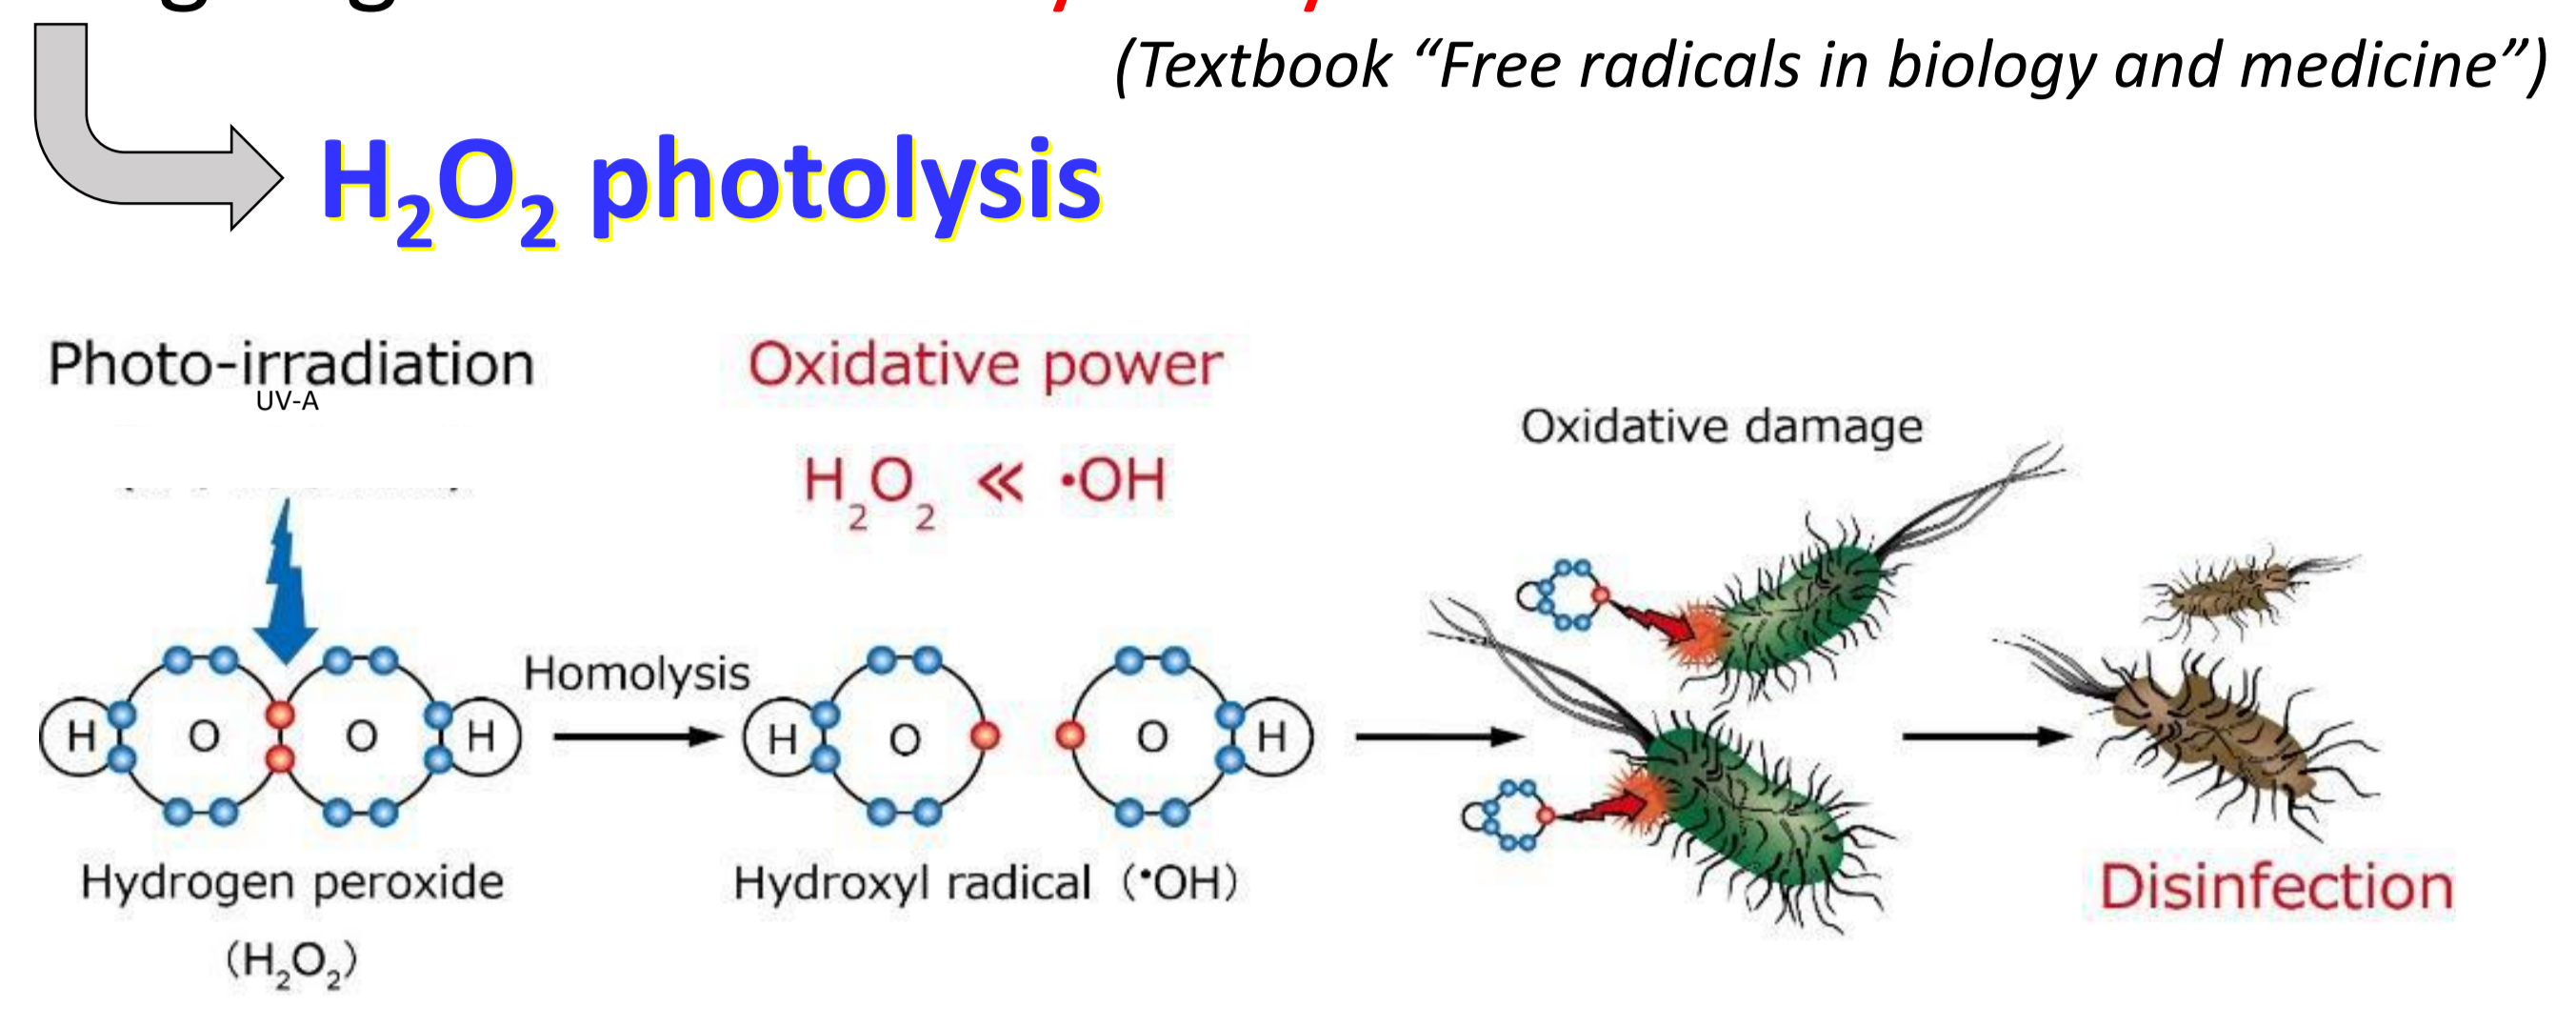 (Textbook “Free radicals in biology and medicine”)
H₂O₂ photolysis
Photo-irradiation
UV-A
Oxidative power
H₂O₂ ≪ •OH
Oxidative damage
Homolysis
H O O H
H O
O H
Hydrogen peroxide
(H₂O₂)
Hydroxyl radical (•OH)
Disinfection